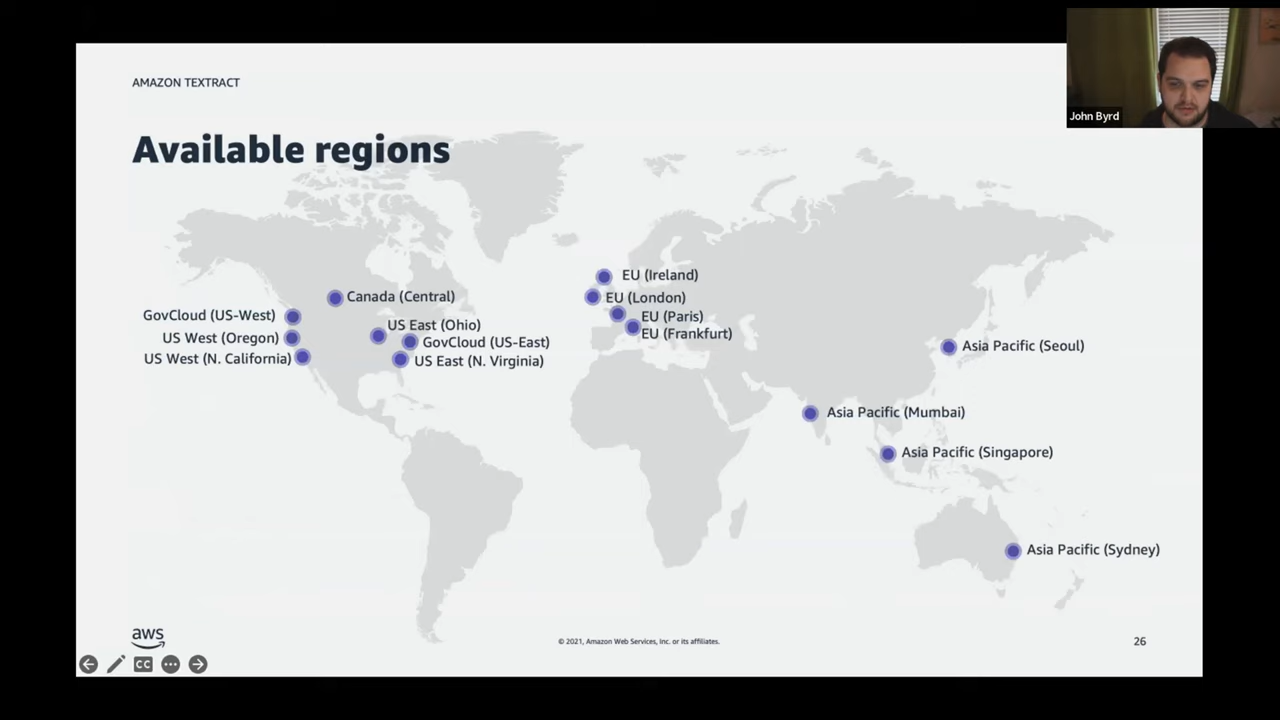 AMAZON TEXTRACT
John Byrd
Available regions
EU (Ireland)
Canada (Central)
EU (London)
GovCloud (US-West)
EU (Paris)
US East (Ohio)
EU (Frankfurt)
US West (Oregon)
GovCloud (US-East)
Asia Pacific (Seoul)
US West (N. California)
US East (N. Virginia)
Asia Pacific (Mumbai)
Asia Pacific (Singapore)
Asia Pacific (Sydney)
aws
© 2021, Amazon Web Services, Inc. or its affiliates.
26
CC